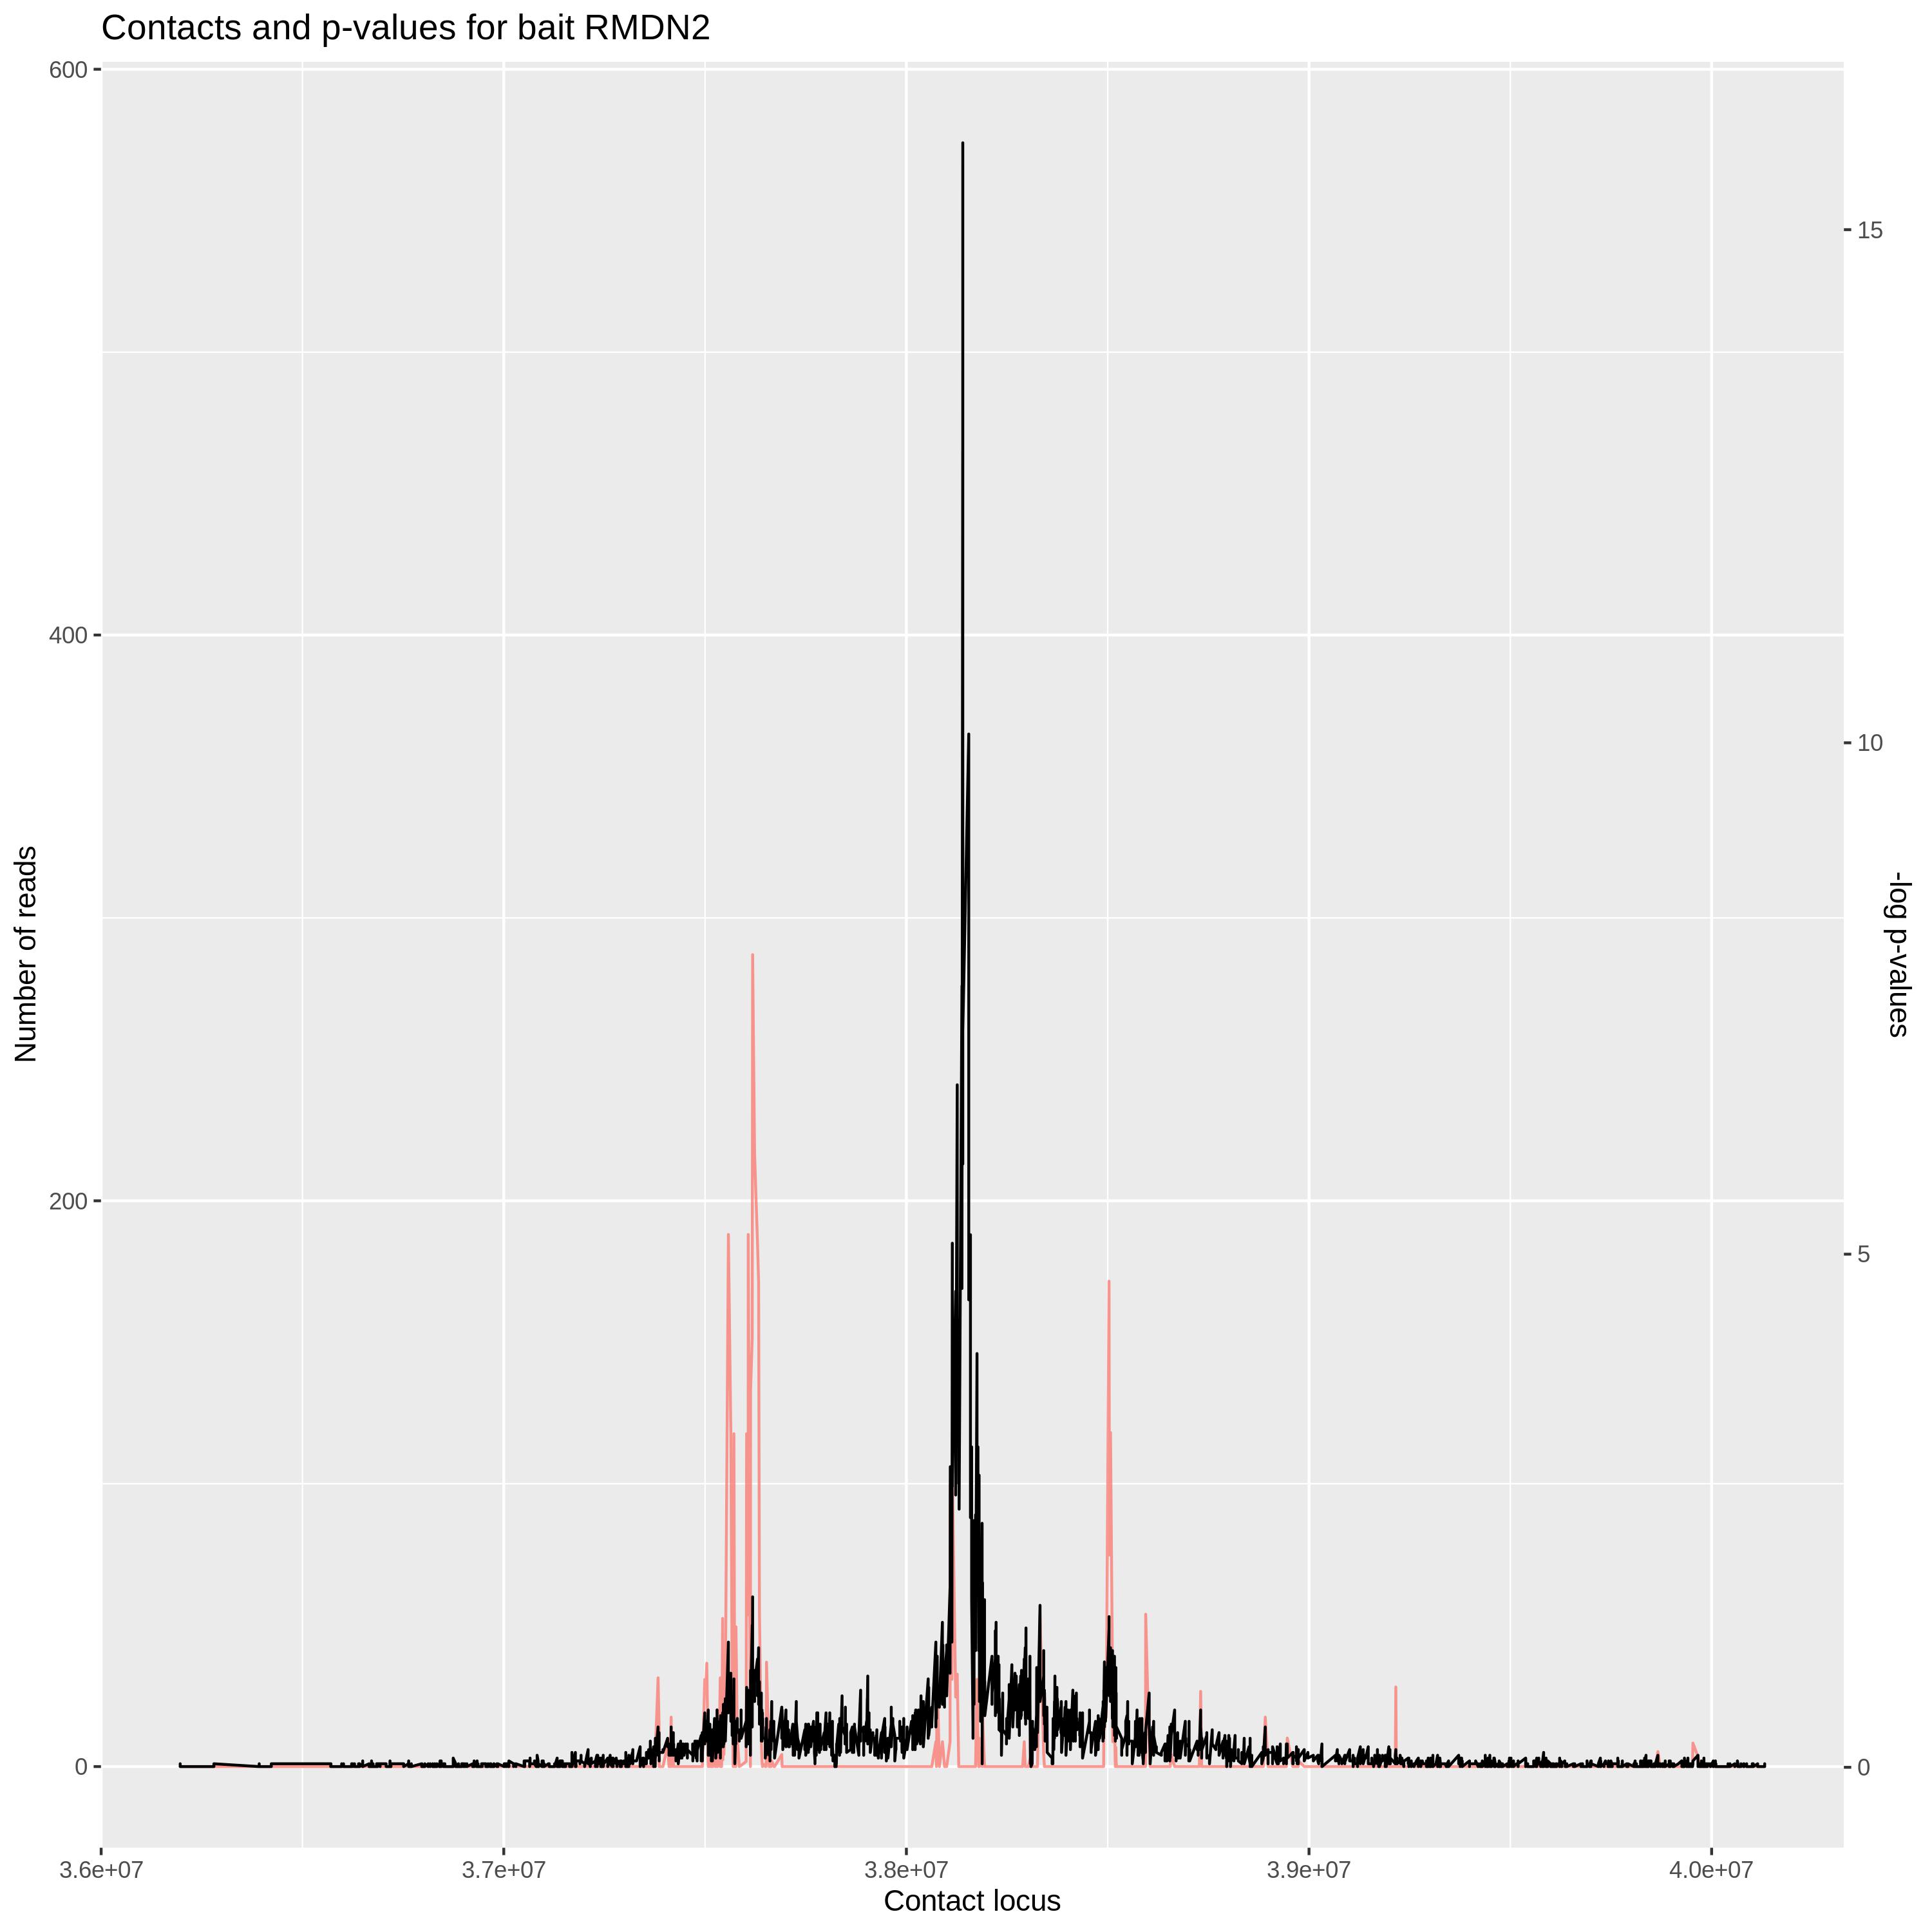 Contacts and p-values for bait RMDN2
600
400
200
0
Number of reads
15
10
5
0
-log p-values
3.6e+07
3.7e+07
3.8e+07
3.9e+07
4.0e+07
Contact locus